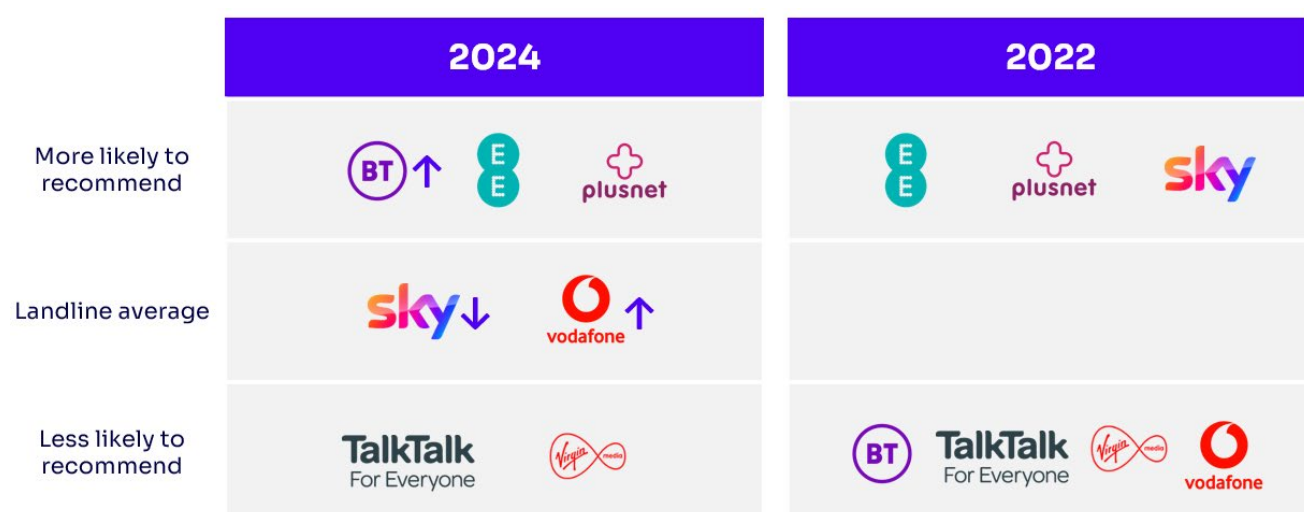 2024
2022
More likely to
recommend
BT
E
E
plusnet
E
E
plusnet
sky
Landline average
sky
vodafone
Less likely to
recommend
TalkTalk
For Everyone
Virgin
media
BT
TalkTalk
For Everyone
Virgin
media
vodafone